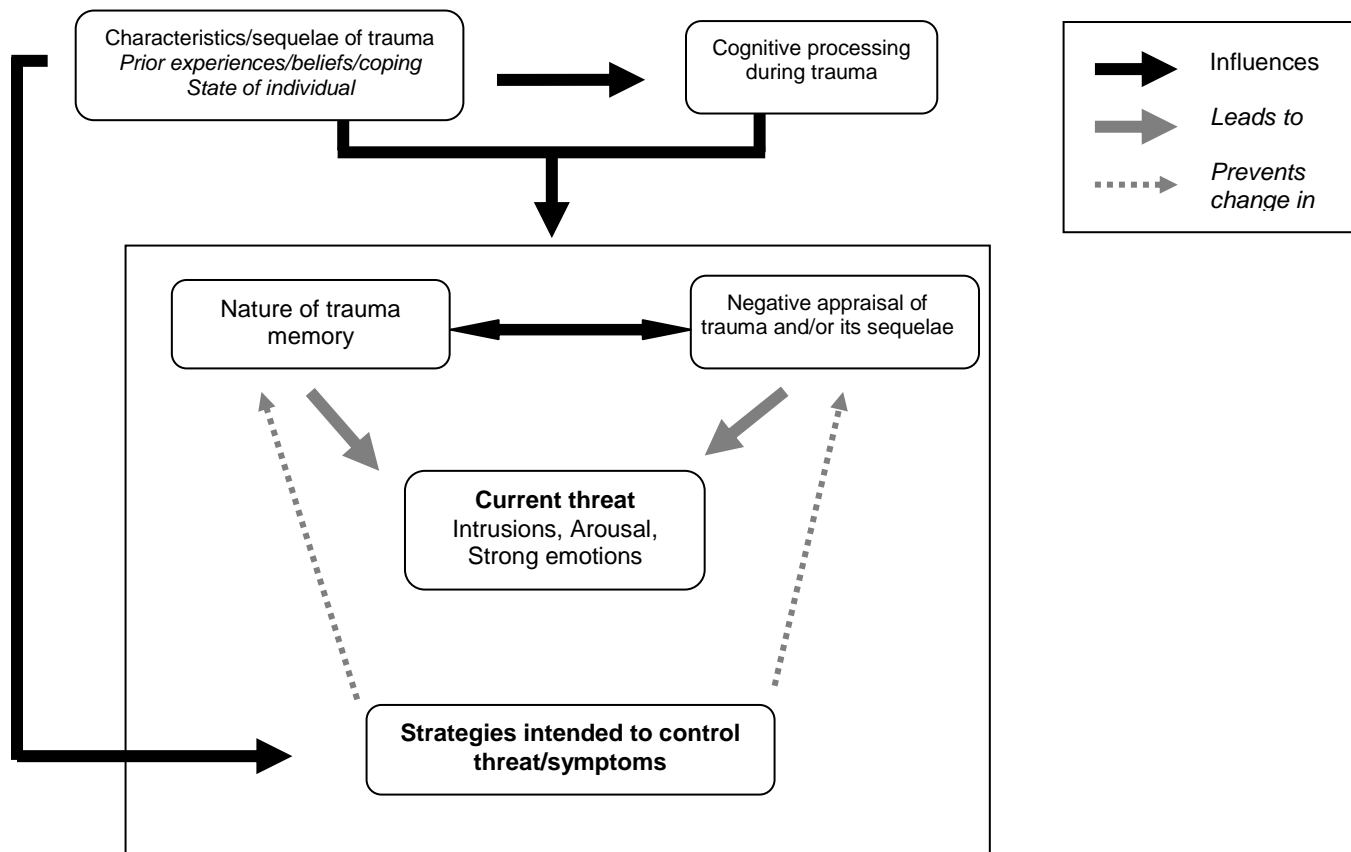 Characteristics/sequelae of trauma
Prior experiences/beliefs/coping
State of individual
Cognitive processing
during trauma
Influences
Leads to
Prevents
change in
Nature of trauma
memory
Negative appraisal of
trauma and/or its sequelae
Current threat
Intrusions, Arousal,
Strong emotions
Strategies intended to control
threat/symptoms